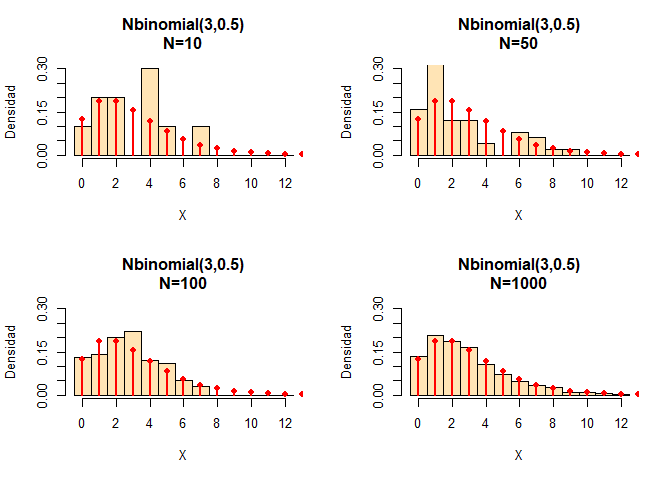 Nbinomial(3,0.5)
N=10
Densidad
0.00 0.15 0.30
0 2 4 6 8 10 12
X
Nbinomial(3,0.5)
N=50
Densidad
0.00 0.15 0.30
0 2 4 6 8 10 12
X
Nbinomial(3,0.5)
N=100
Densidad
0.00 0.15 0.30
0 2 4 6 8 10 12
X
Nbinomial(3,0.5)
N=1000
Densidad
0.00 0.15 0.30
0 2 4 6 8 10 12
X